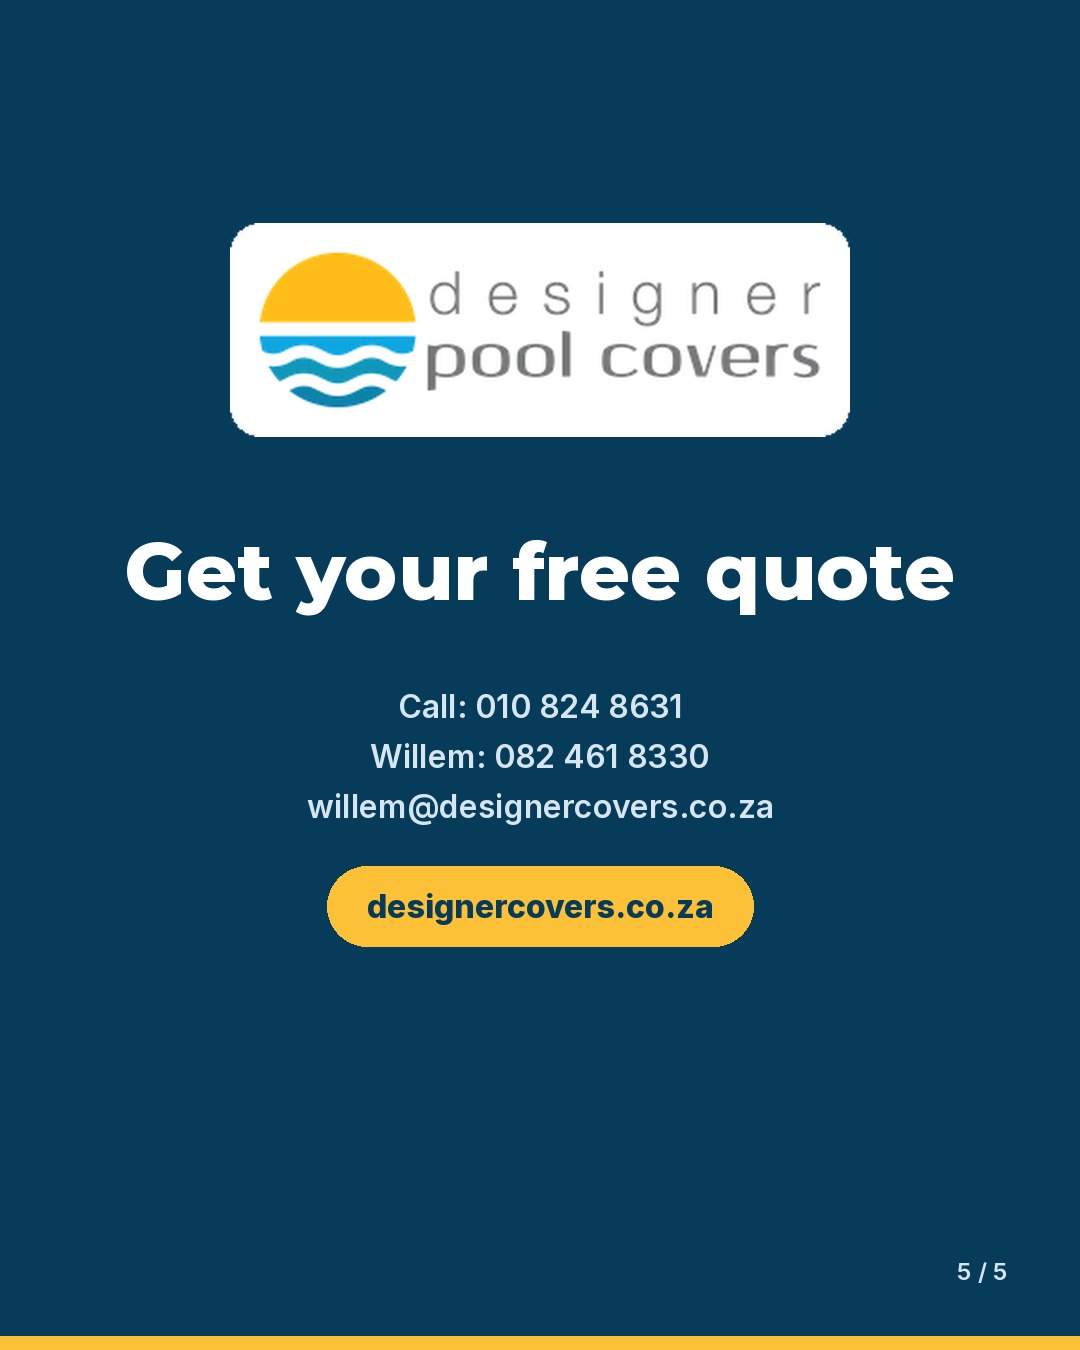 designer
pool covers
Get your free quote
Call: 010 824 8631
Willem: 082 461 8330
willem@designercovers.co.za
designercovers.co.za
5 / 5